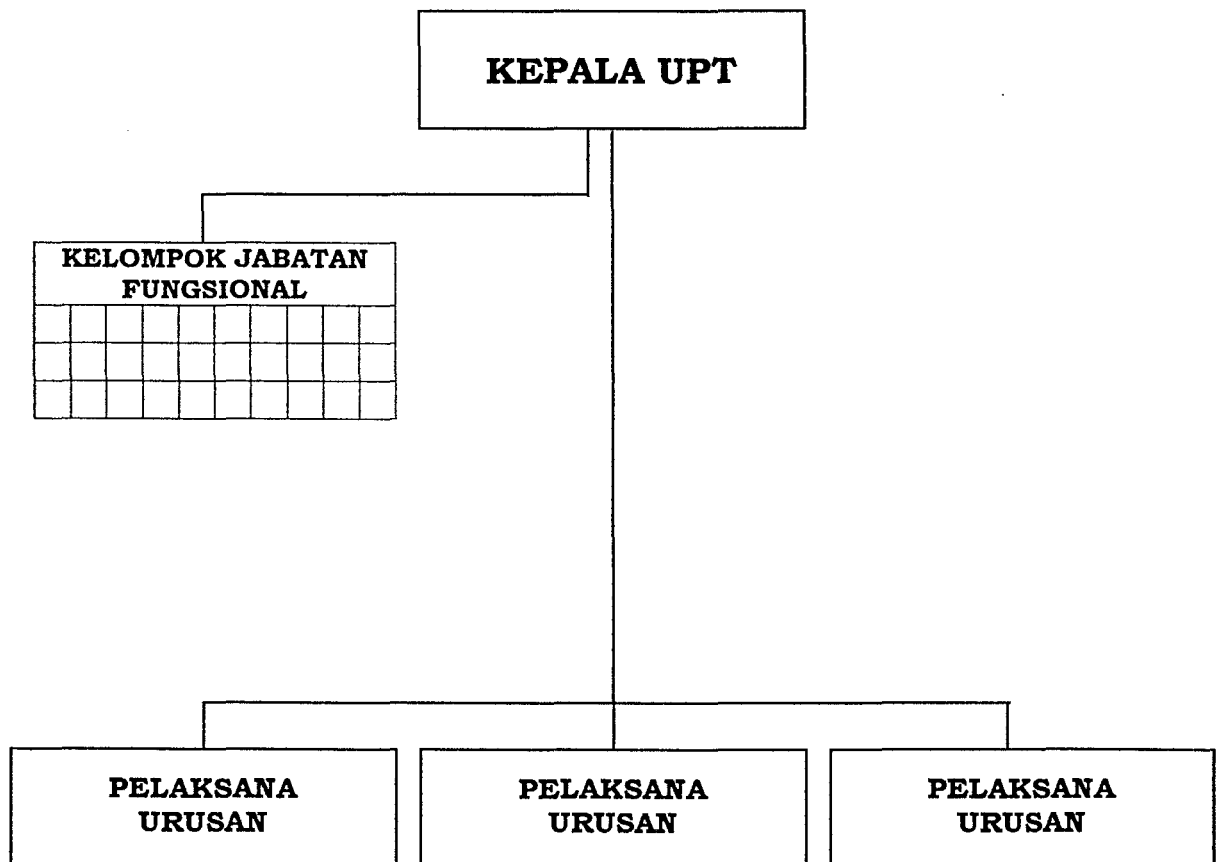 KEPALA UPT
KELOMPOK JABATAN
FUNGSIONAL
PELAKSANA
URUSAN
PELAKSANA
URUSAN
PELAKSANA
URUSAN